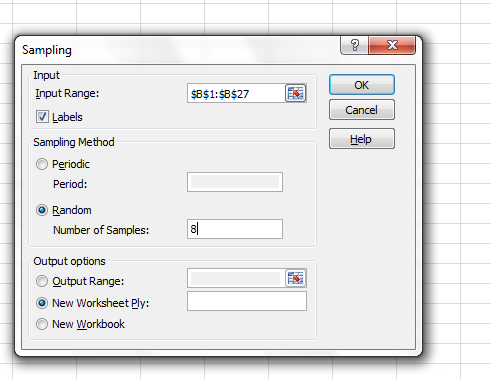 Sampling
?
Input
Input Range: $B$1:$B$27
Labels
OK
Cancel
Help
Sampling Method
Periodic
Period:
Random
Number of Samples: 8
Output options
Output Range:
New Worksheet Ply:
New Workbook